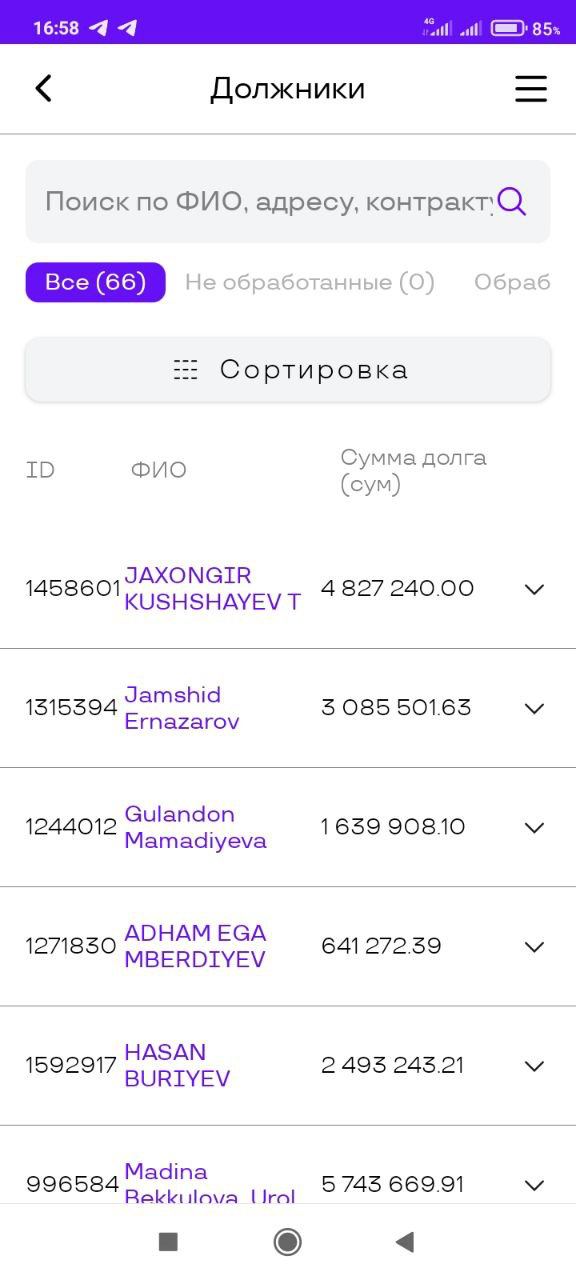 16:58
4G
85%
Должники
Поиск по ФИО, адресу, контракту
Все (66) Не обработанные (0) Обраб
Сортировка
ID ФИО Сумма долга
(сум)
1458601 JAXONGIR
KUSHSHAYEV T 4 827 240.00
1315394 Jamshid
Ernazarov 3 085 501.63
1244012 Gulandon
Mamadiyeva 1 639 908.10
1271830 ADHAM EGA
MBERDIYEV 641 272.39
1592917 HASAN
BURIYEV 2 493 243.21
996584 Madina
Bekkulova Urol 5 743 669.91